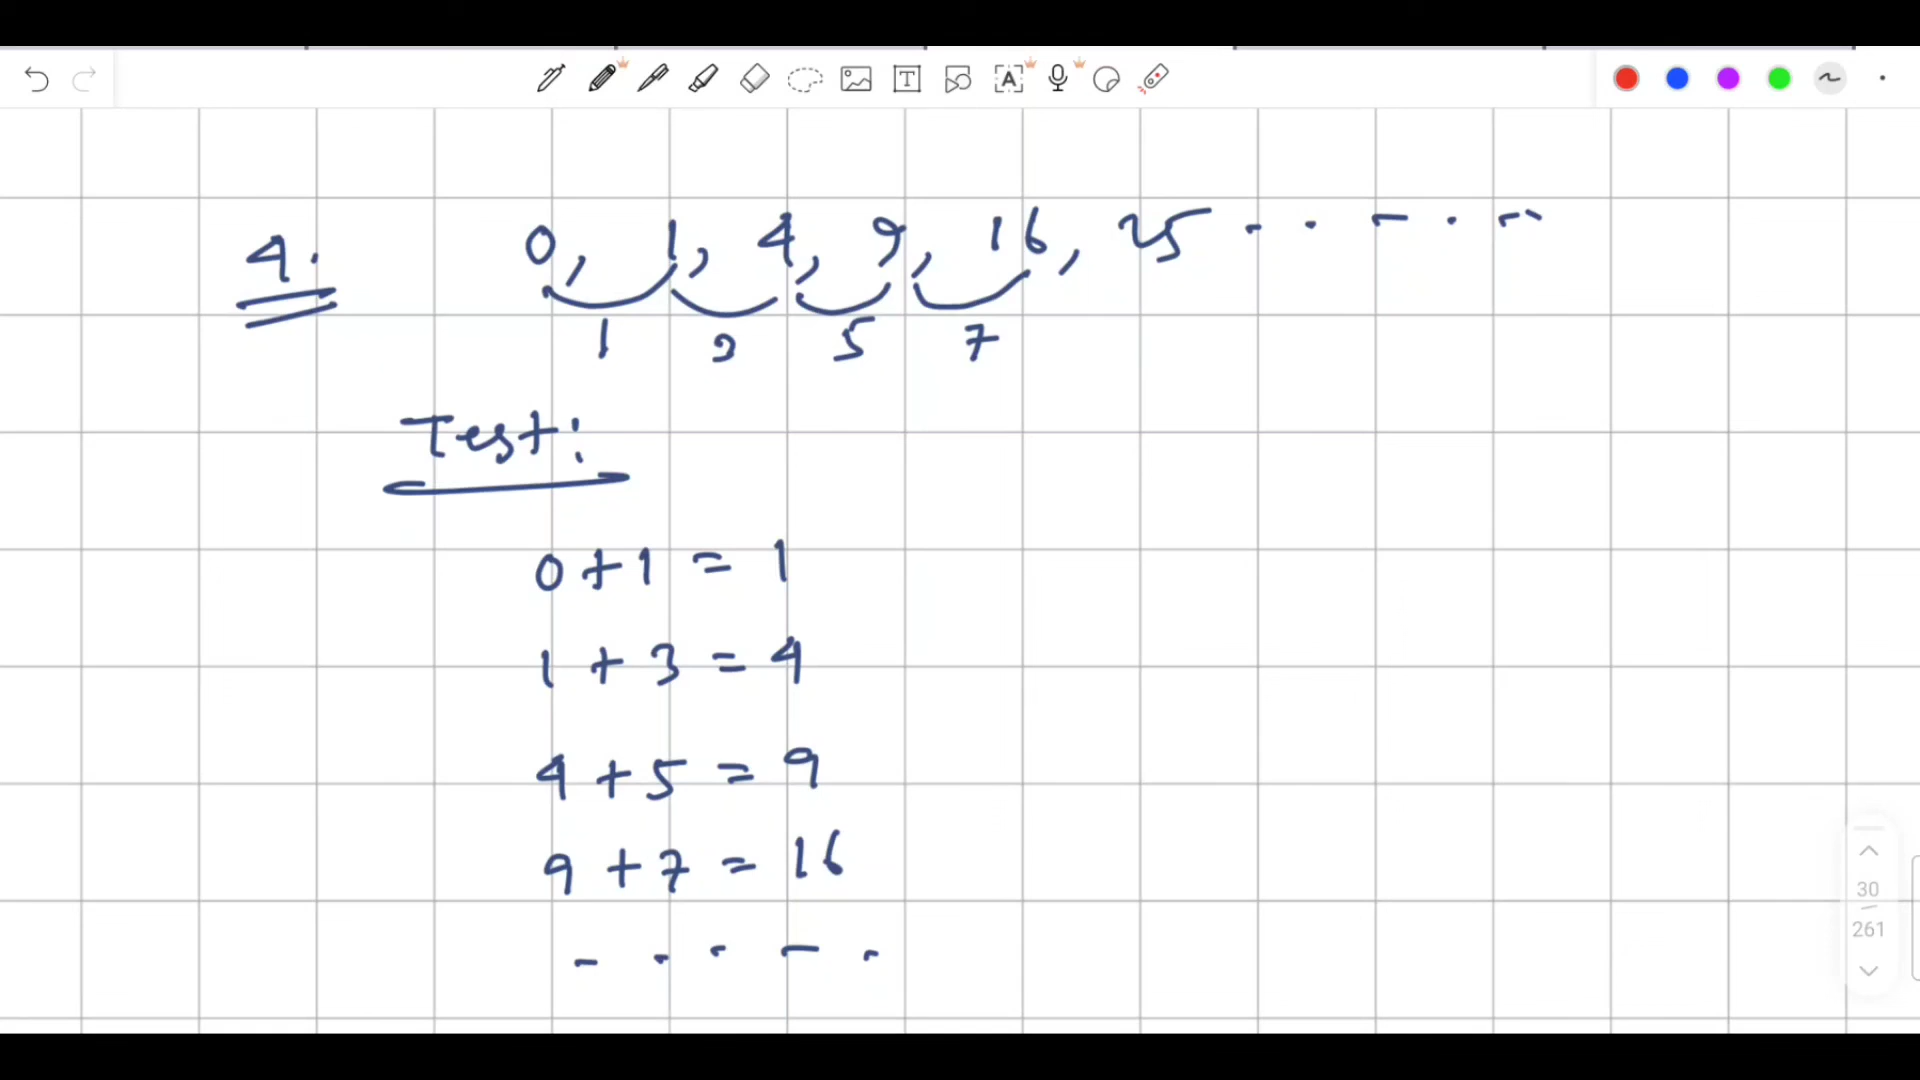 4. 0, 1, 4, 9, 16, 25 . . - . - -
1 3 5 7
Test:
0 + 1 = 1
1 + 3 = 4
4 + 5 = 9
9 + 7 = 16
- . . - .
30
261